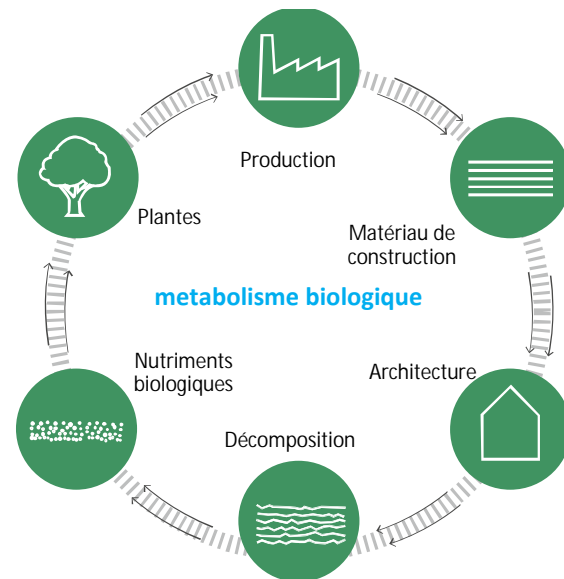 Production
Plantes
Matériau de
construction
metabolisme biologique
Nutriments
biologiques
Architecture
Décomposition